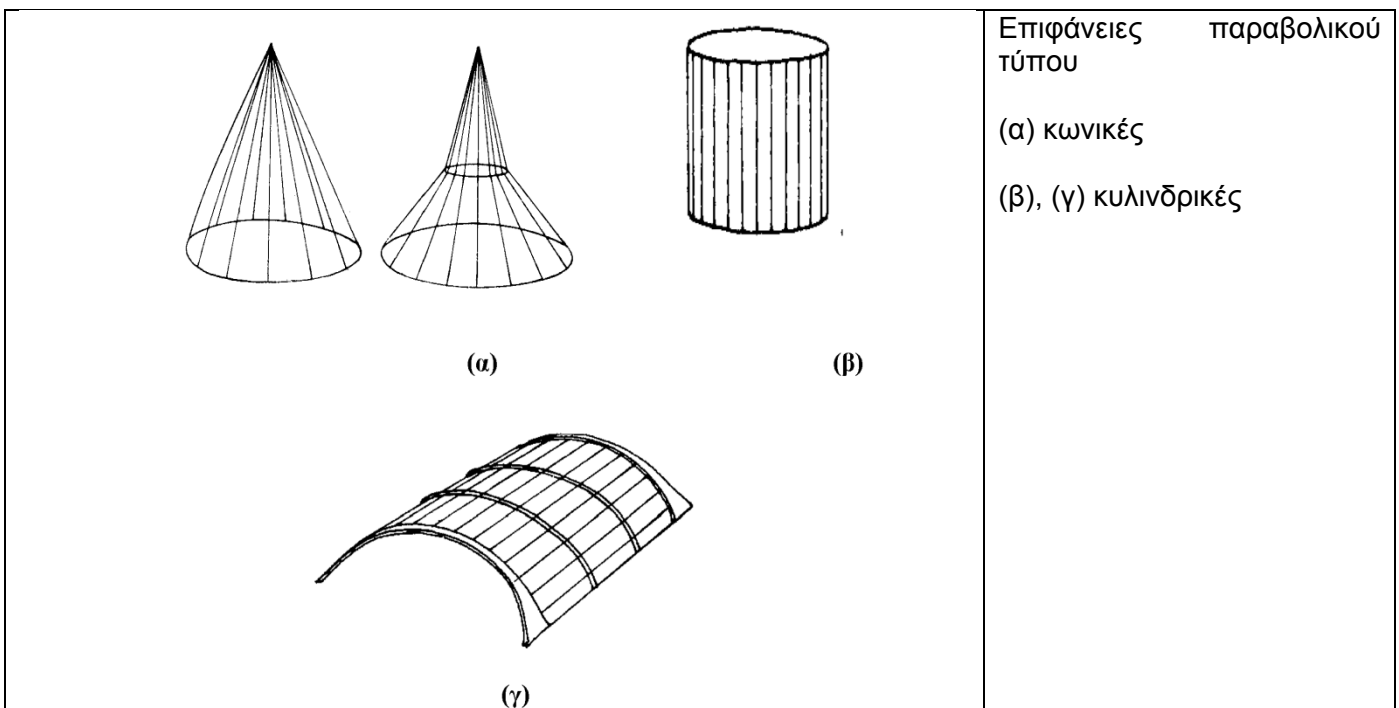 Επιφάνειες παραβολικού
τύπου
(α) κωνικές
(β), (γ) κυλινδρικές
(α)
(β)
(γ)